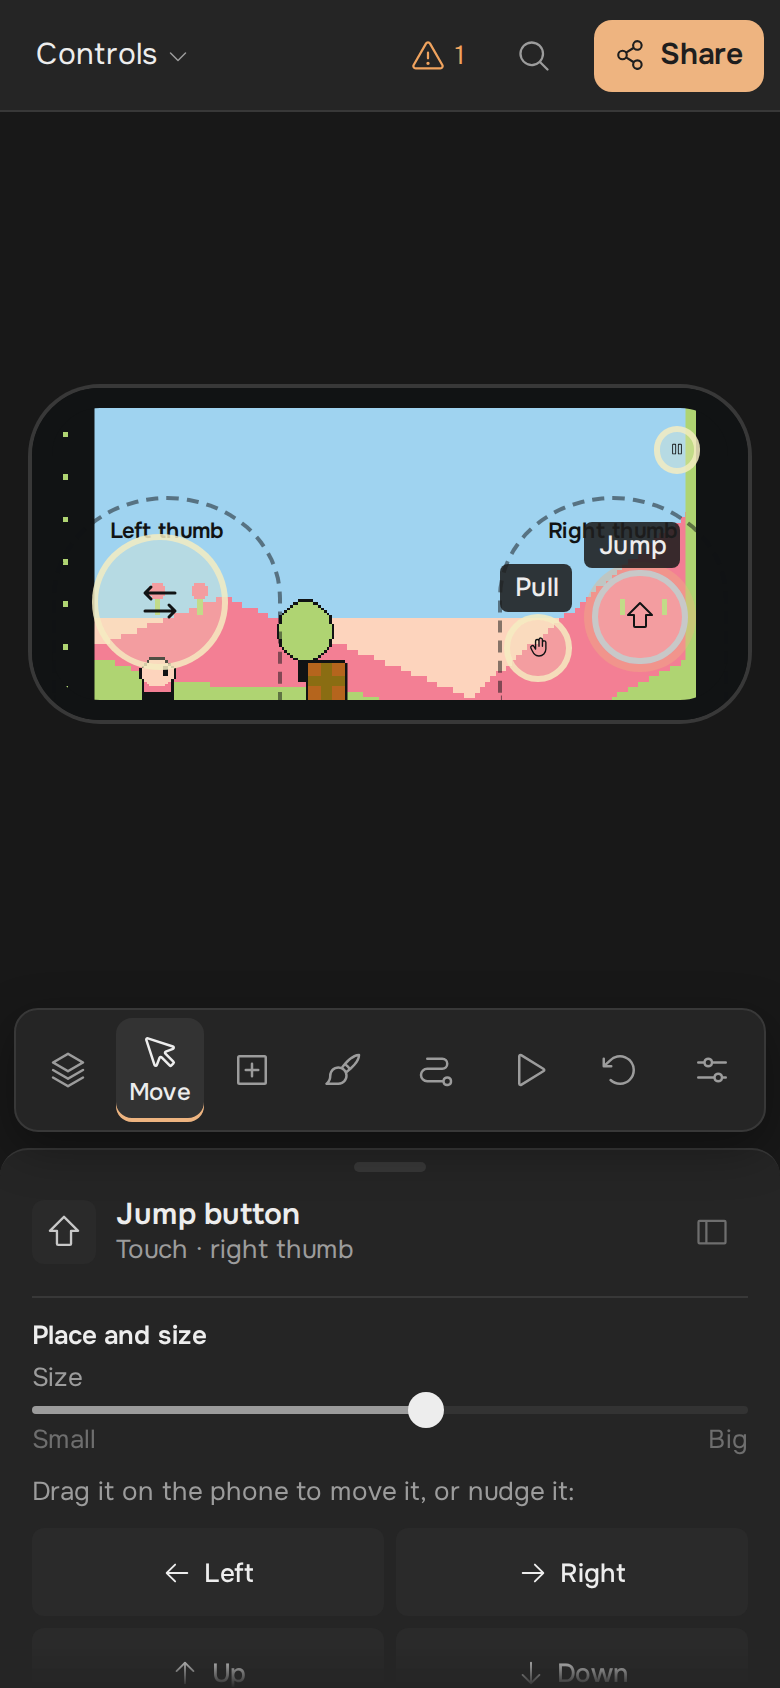 Controls
1
Share
Left thumb
Right thumb
Jump
Pull
Move
Jump button
Touch · right thumb
Place and size
Size
Small
Big
Drag it on the phone to move it, or nudge it:
Left
Right
Up
Down